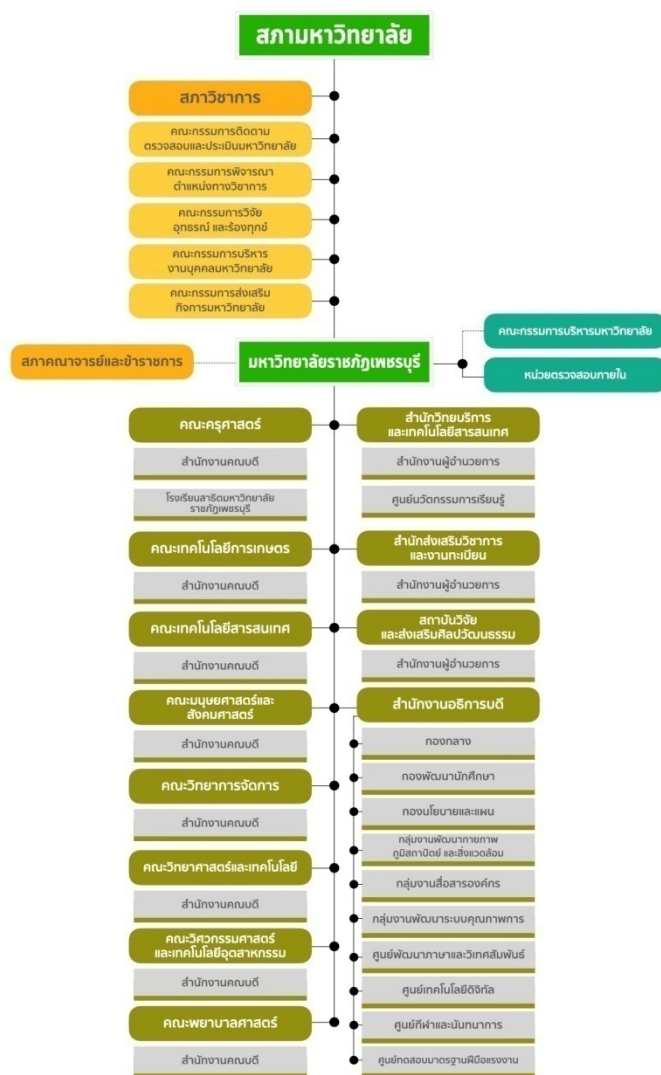 สภามหาวิทยาลัย
สภาวิชาการ
คณะกรรมการติดตาม
ตรวจสอบและประเมินมหาวิทยาลัย
คณะกรรมการพิจารณา
ตำแหน่งทางวิชาการ
คณะกรรมการวิจัย
อุทธรณ์ และร้องทุกข์
คณะกรรมการบริหาร
งานบุคคลมหาวิทยาลัย
คณะกรรมการส่งเสริม
กิจการมหาวิทยาลัย
คณะกรรมการบริหารมหาวิทยาลัย
สภาคณาจารย์และข้าราชการ
มหาวิทยาลัยราชภัฏเพชรบุรี
หน่วยตรวจสอบภายใน
คณะครุศาสตร์
สำนักงานคณบดี
โรงเรียนสาธิตมหาวิทยาลัย
ราชภัฏเพชรบุรี
คณะเทคโนโลยีการเกษตร
สำนักงานคณบดี
คณะเทคโนโลยีสารสนเทศ
สำนักงานคณบดี
คณะมนุษยศาสตร์และ
สังคมศาสตร์
สำนักงานคณบดี
คณะวิทยาการจัดการ
สำนักงานคณบดี
คณะวิทยาศาสตร์และเทคโนโลยี
สำนักงานคณบดี
คณะวิศวกรรมศาสตร์
และเทคโนโลยีอุตสาหกรรม
สำนักงานคณบดี
คณะพยาบาลศาสตร์
สำนักงานคณบดี
สำนักวิทยบริการ
และเทคโนโลยีสารสนเทศ
สำนักงานผู้อำนวยการ
ศูนย์นวัตกรรมการเรียนรู้
สำนักส่งเสริมวิชาการ
และงานทะเบียน
สำนักงานผู้อำนวยการ
สถาบันวิจัย
และส่งเสริมศิลปวัฒนธรรม
สำนักงานผู้อำนวยการ
สำนักงานอธิการบดี
กองกลาง
กองพัฒนานักศึกษา
กองนโยบายและแผน
กลุ่มงานพัฒนากายภาพ
ภูมิสถาปัตย์ และสิ่งแวดล้อม
กลุ่มงานสื่อสารองค์กร
กลุ่มงานพัฒนาระบบคุณภาพการ
ศูนย์พัฒนาภาษาและวิเทศสัมพันธ์
ศูนย์เทคโนโลยีดิจิทัล
ศูนย์กีฬาและนันทนาการ
ศูนย์ทดสอบมาตรฐานฝีมือแรงงาน